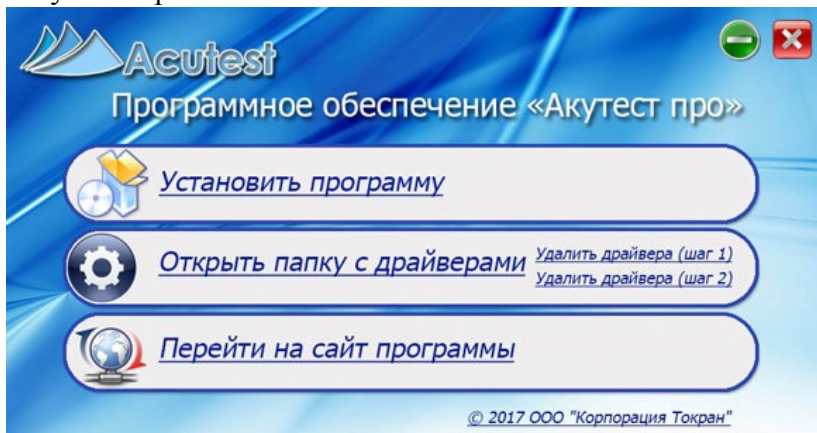 Acutest
Программное обеспечение «Акутест про»
Установить программу
Открыть папку с драйверами
Удалить драйвера (шаг 1)
Удалить драйвера (шаг 2)
Перейти на сайт программы
© 2017 ООО "Корпорация Токран"